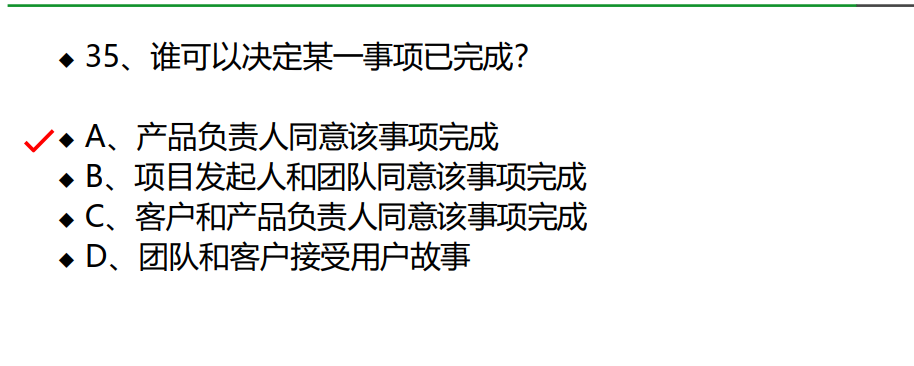 ◆ 35、谁可以决定某一事项已完成?
◆ A、产品负责人同意该事项完成
◆ B、项目发起人和团队同意该事项完成
◆ C、客户和产品负责人同意该事项完成
◆ D、团队和客户接受用户故事